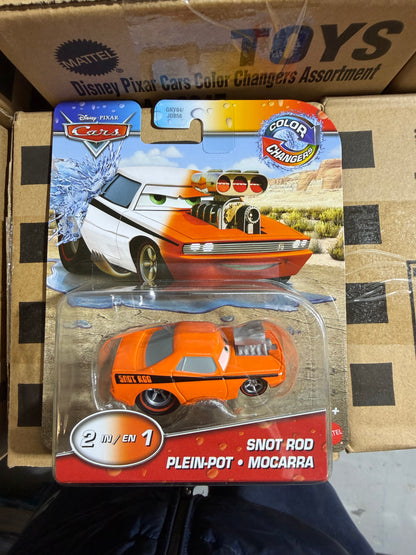 MATTEL
TOYS
Disney Pixar Cars Color Changers Assortment
Disney PIXAR
Cars
COLOR
CHANGERS
SNOT ROD
2 IN/EN 1
SNOT ROD
PLEIN-POT • MOCARRA
MATTEL